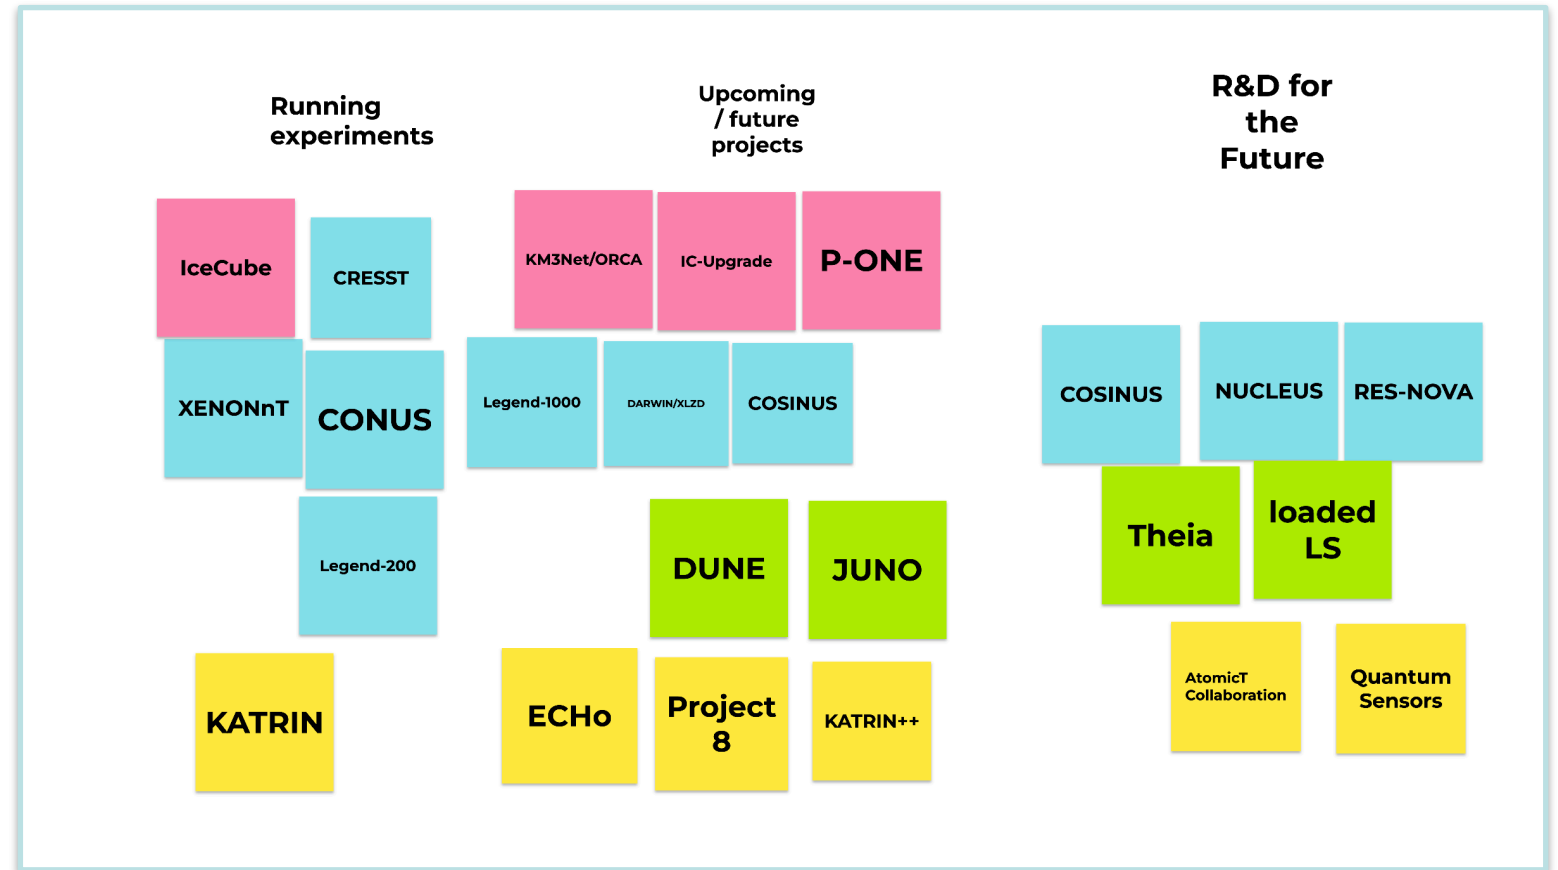 Running
experiments
IceCube
CRESST
XENONnT
CONUS
Legend-200
KATRIN
Upcoming
/ future
projects
KM3Net/ORCA
IC-Upgrade
P-ONE
Legend-1000
DARWIN/XLZD
COSINUS
DUNE
JUNO
ECHo
Project
8
KATRIN++
R&D for
the
Future
COSINUS
NUCLEUS
RES-NOVA
Theia
loaded
LS
AtomicT
Collaboration
Quantum
Sensors